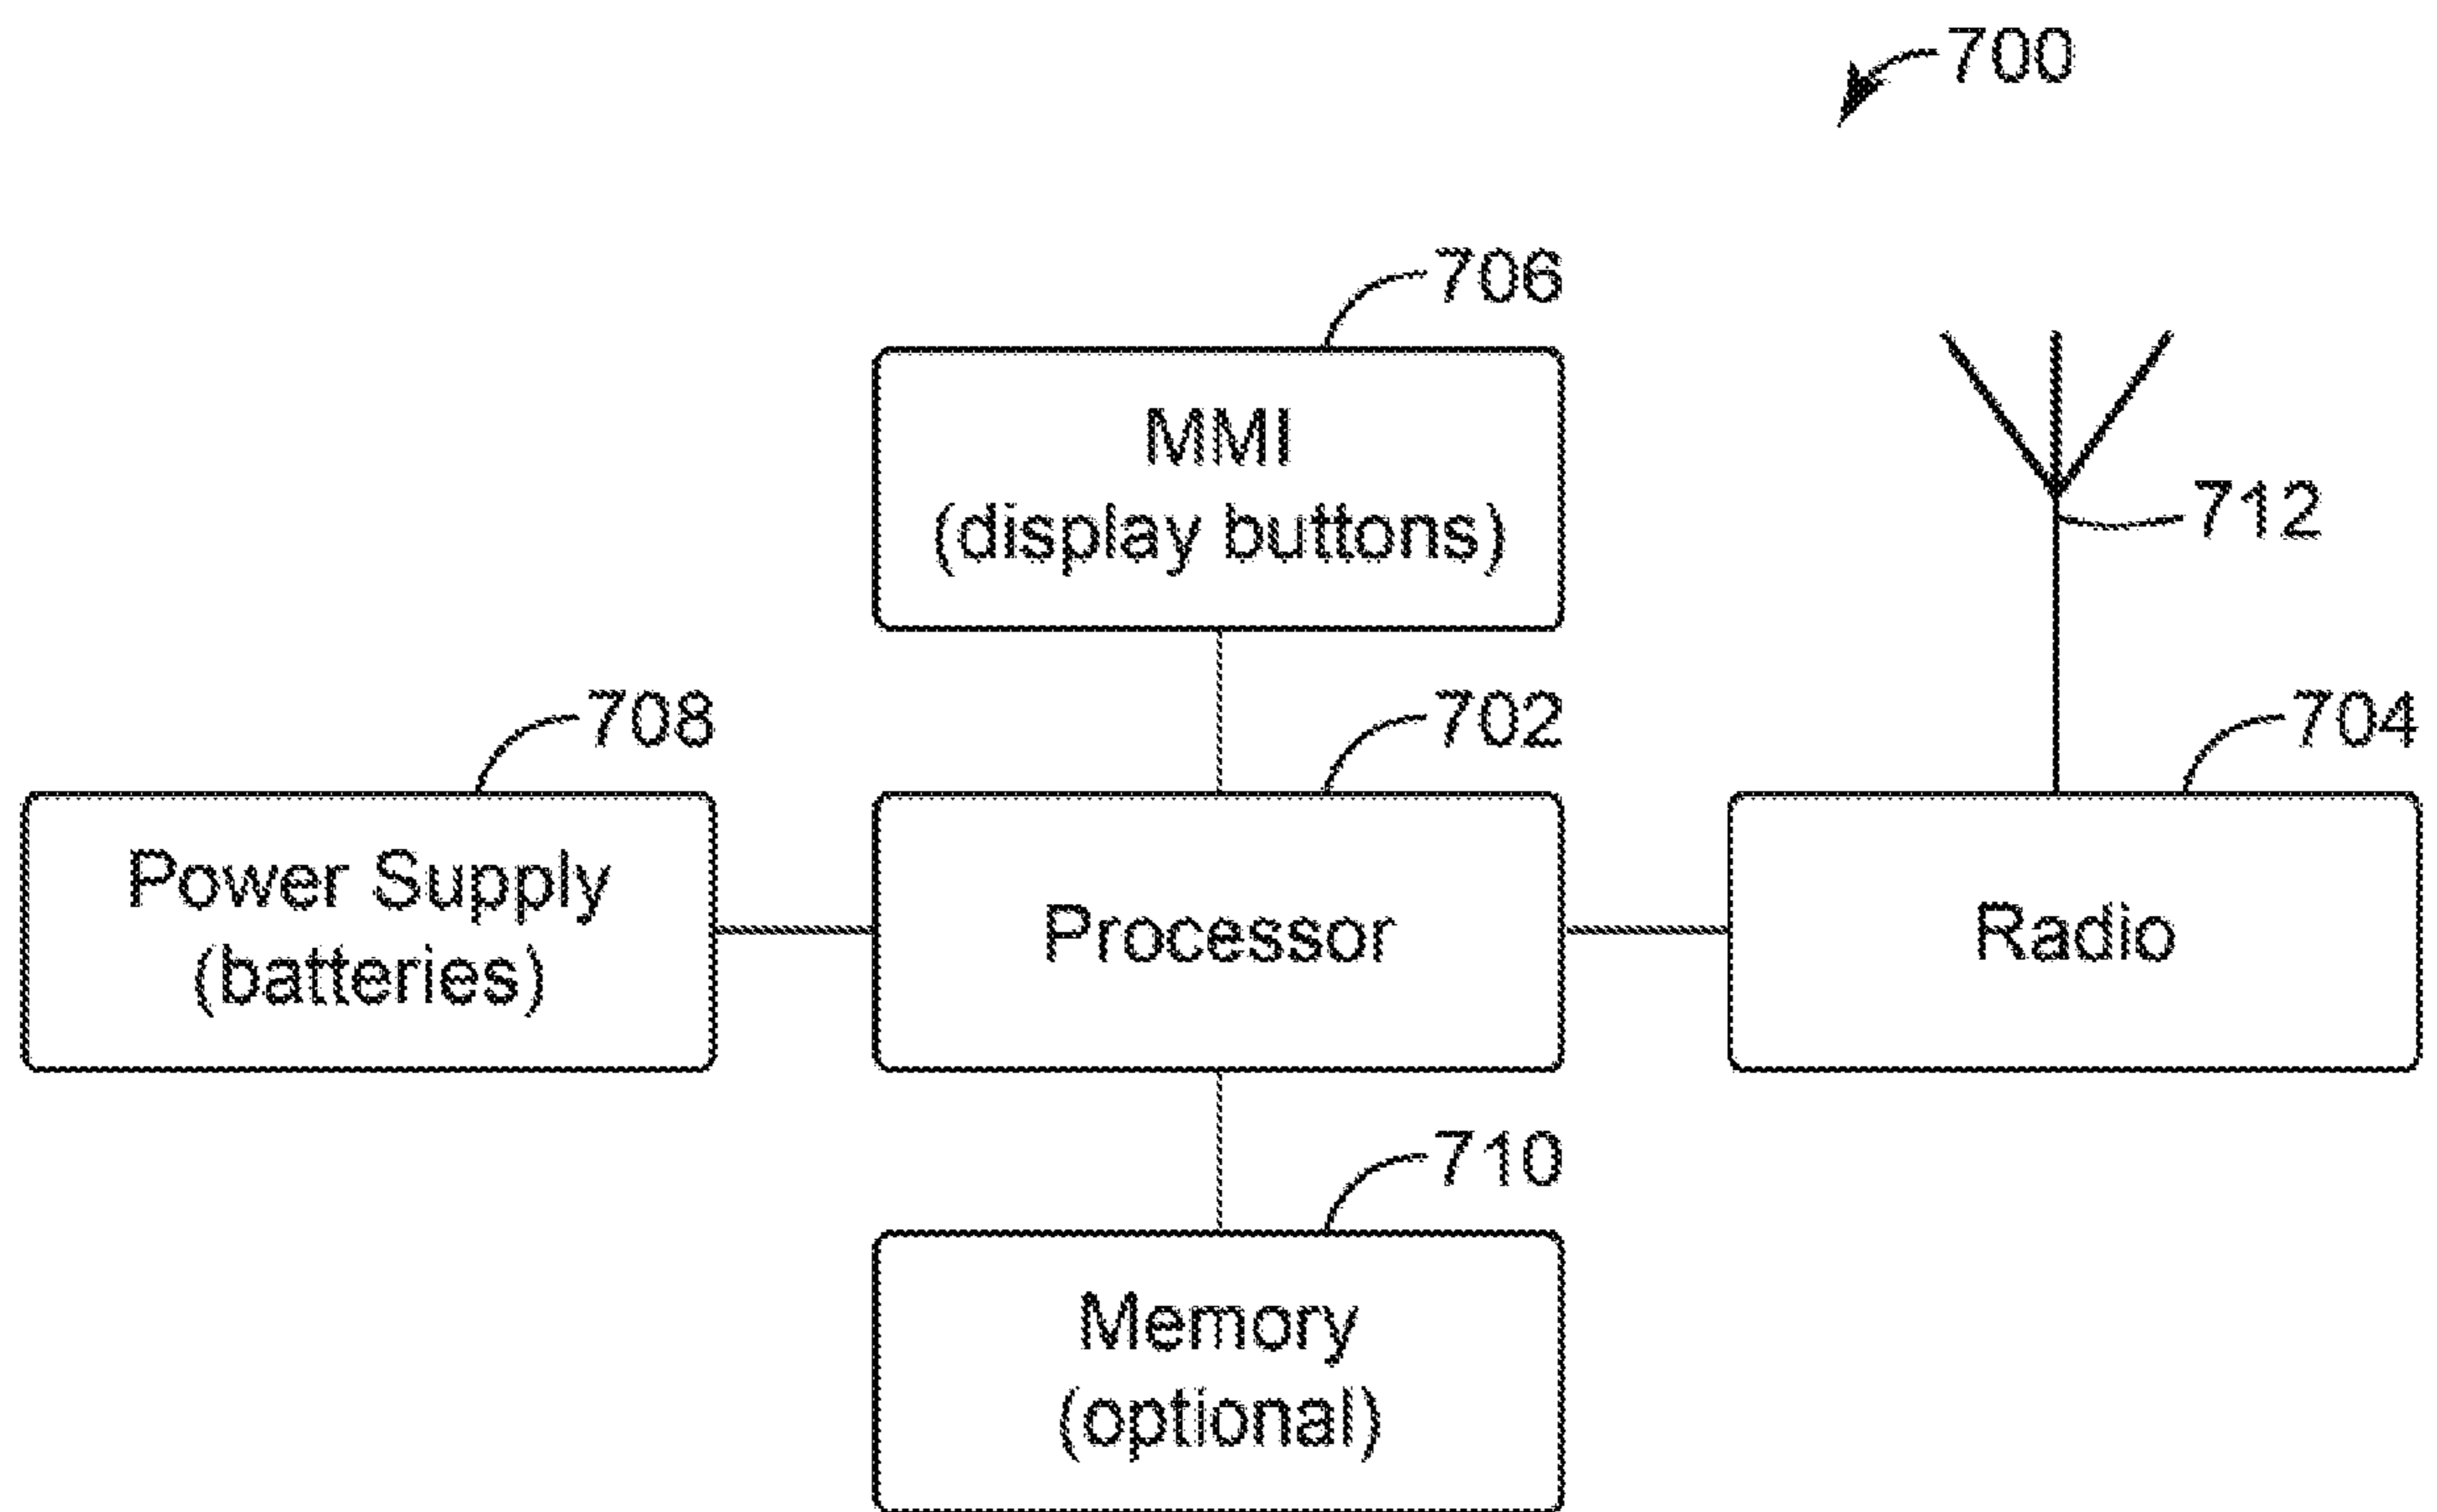 700
706
MMI
(display buttons)
712
708
702
704
Power Supply
(batteries)
Processor
Radio
710
Memory
(optional)